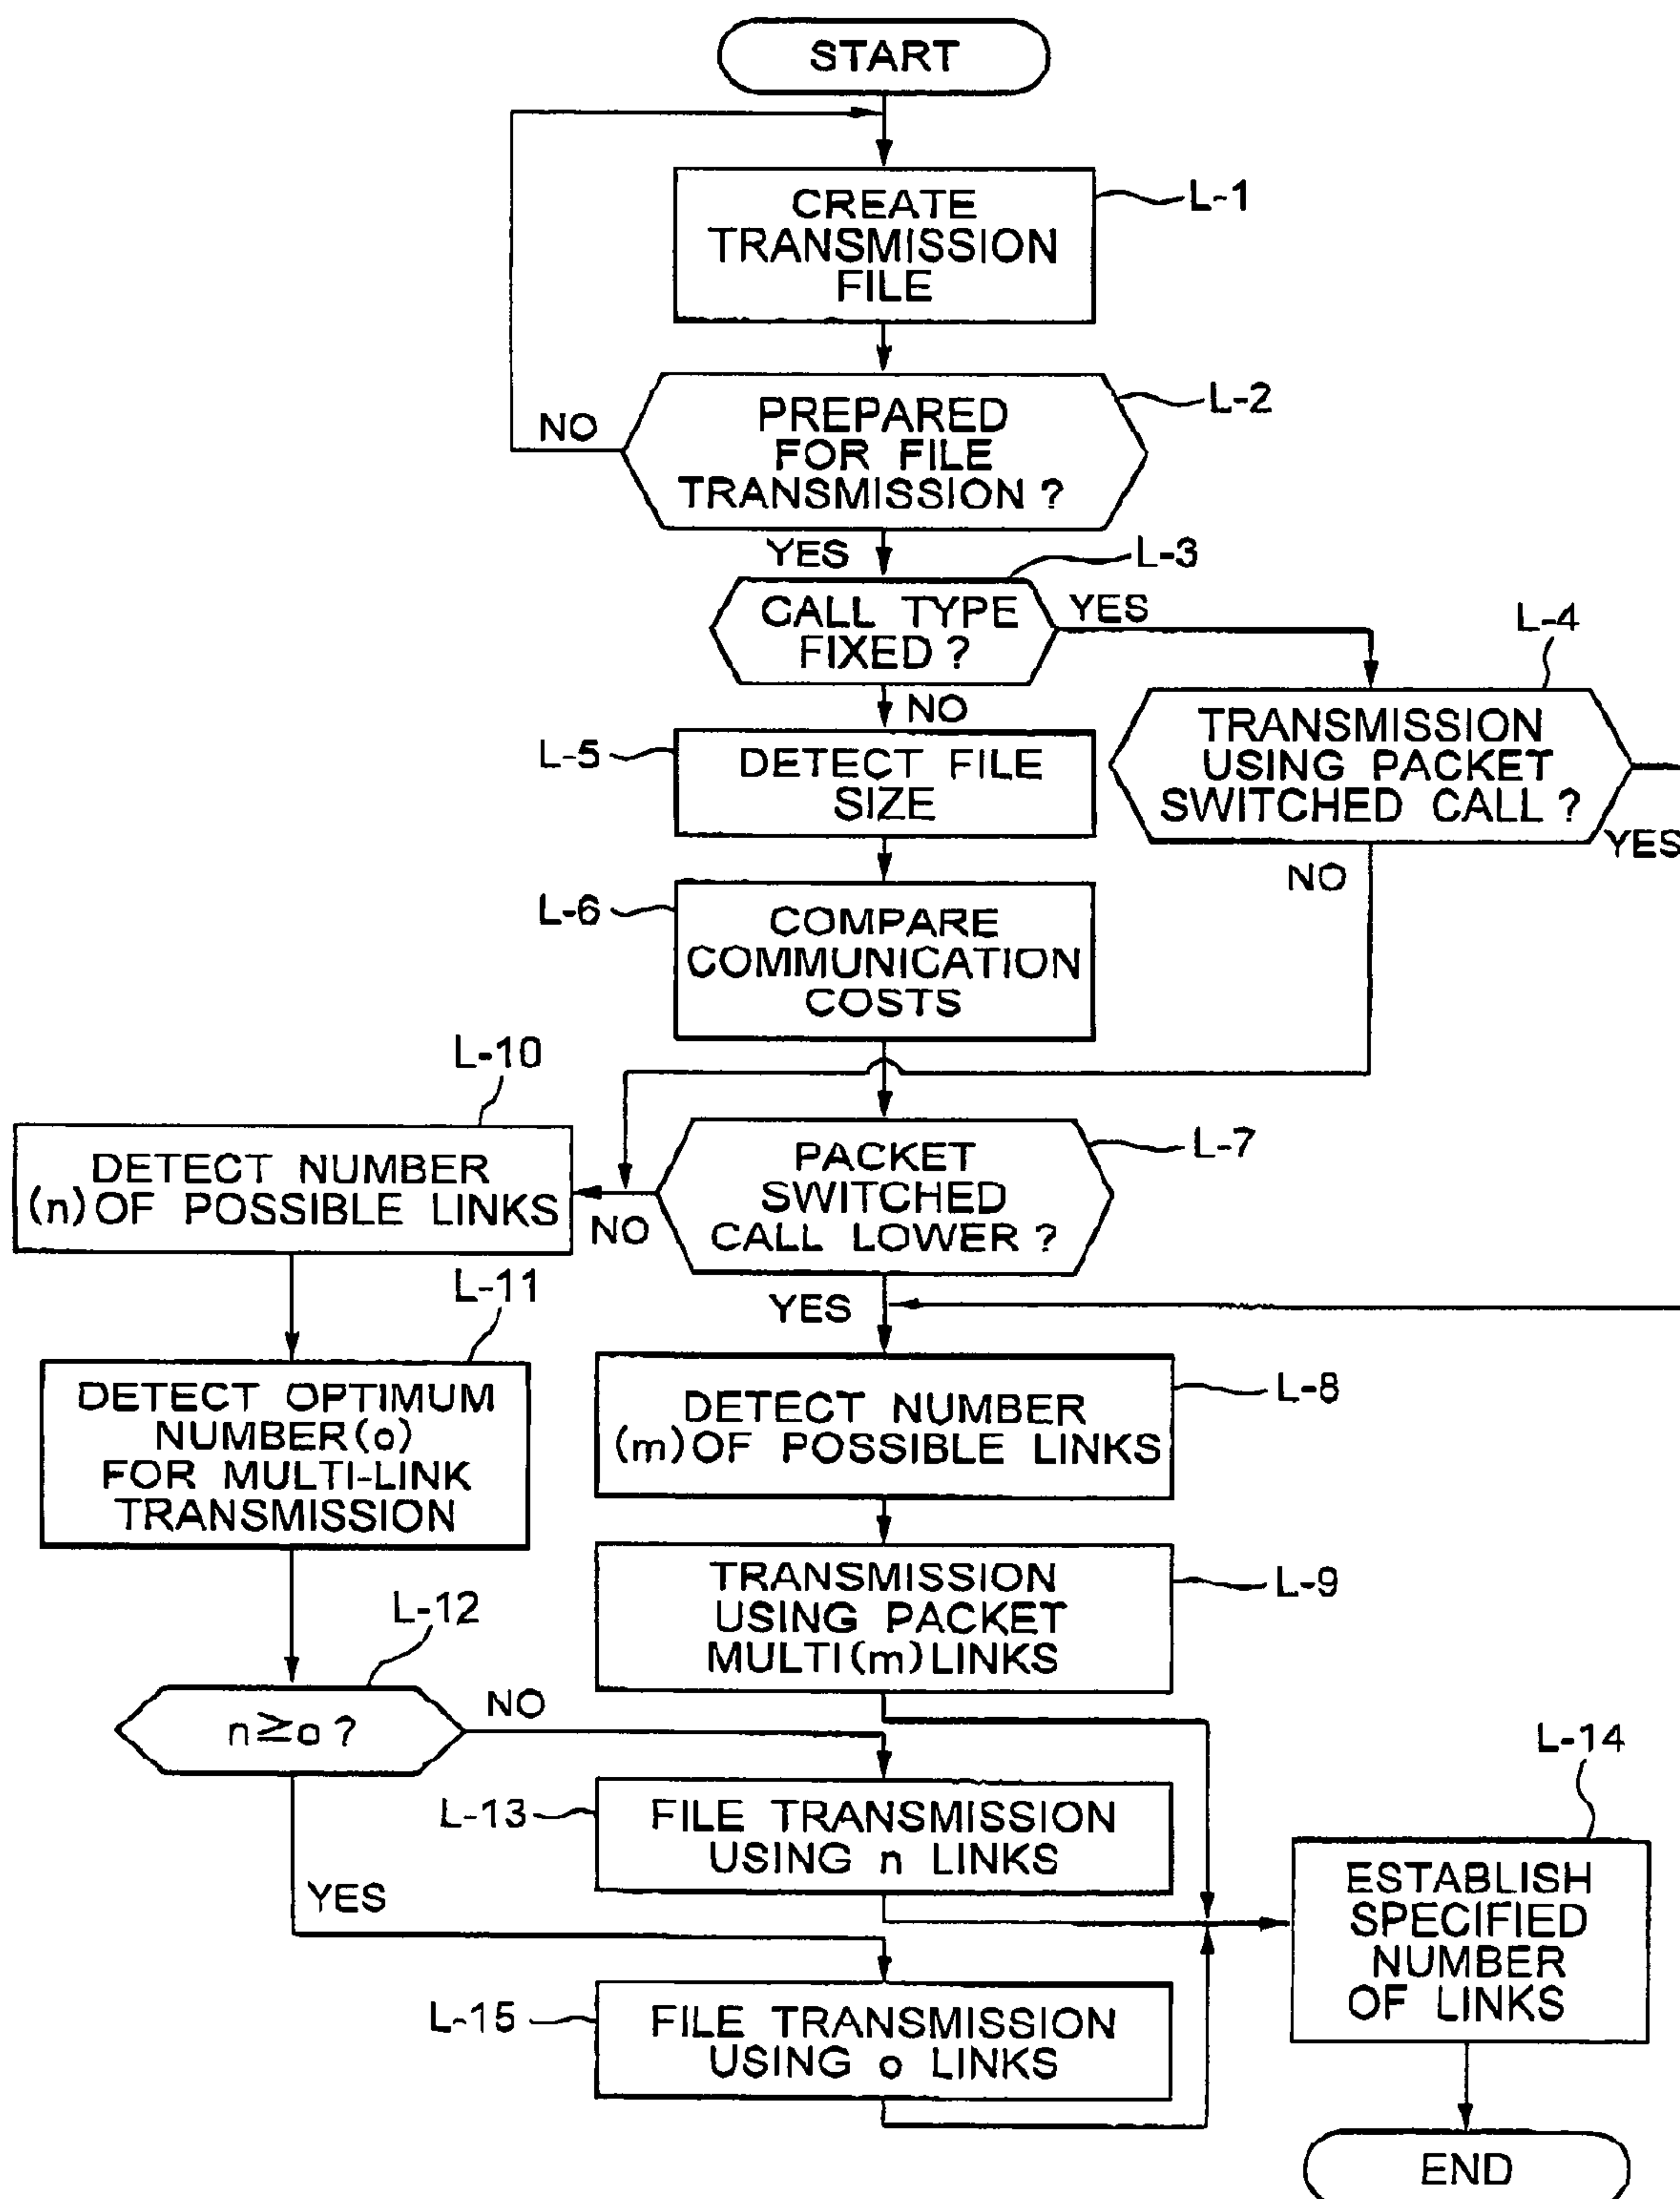 START
CREATE
TRANSMISSION
FILE
L-1
PREPARED
FOR FILE
TRANSMISSION ?
L-2
NO
YES
CALL TYPE
FIXED ?
L-3
YES
NO
TRANSMISSION
USING PACKET
SWITCHED CALL ?
L-4
YES
NO
L-5
DETECT FILE
SIZE
L-6
COMPARE
COMMUNICATION
COSTS
L-10
DETECT NUMBER
(n) OF POSSIBLE LINKS
PACKET
SWITCHED
CALL LOWER ?
L-7
NO
YES
L-11
DETECT OPTIMUM
NUMBER (o)
FOR MULTI-LINK
TRANSMISSION
DETECT NUMBER
(m) OF POSSIBLE LINKS
L-8
TRANSMISSION
USING PACKET
MULTI (m) LINKS
L-9
L-12
n≧o ?
NO
YES
L-13
FILE TRANSMISSION
USING n LINKS
L-14
ESTABLISH
SPECIFIED
NUMBER
OF LINKS
L-15
FILE TRANSMISSION
USING o LINKS
END